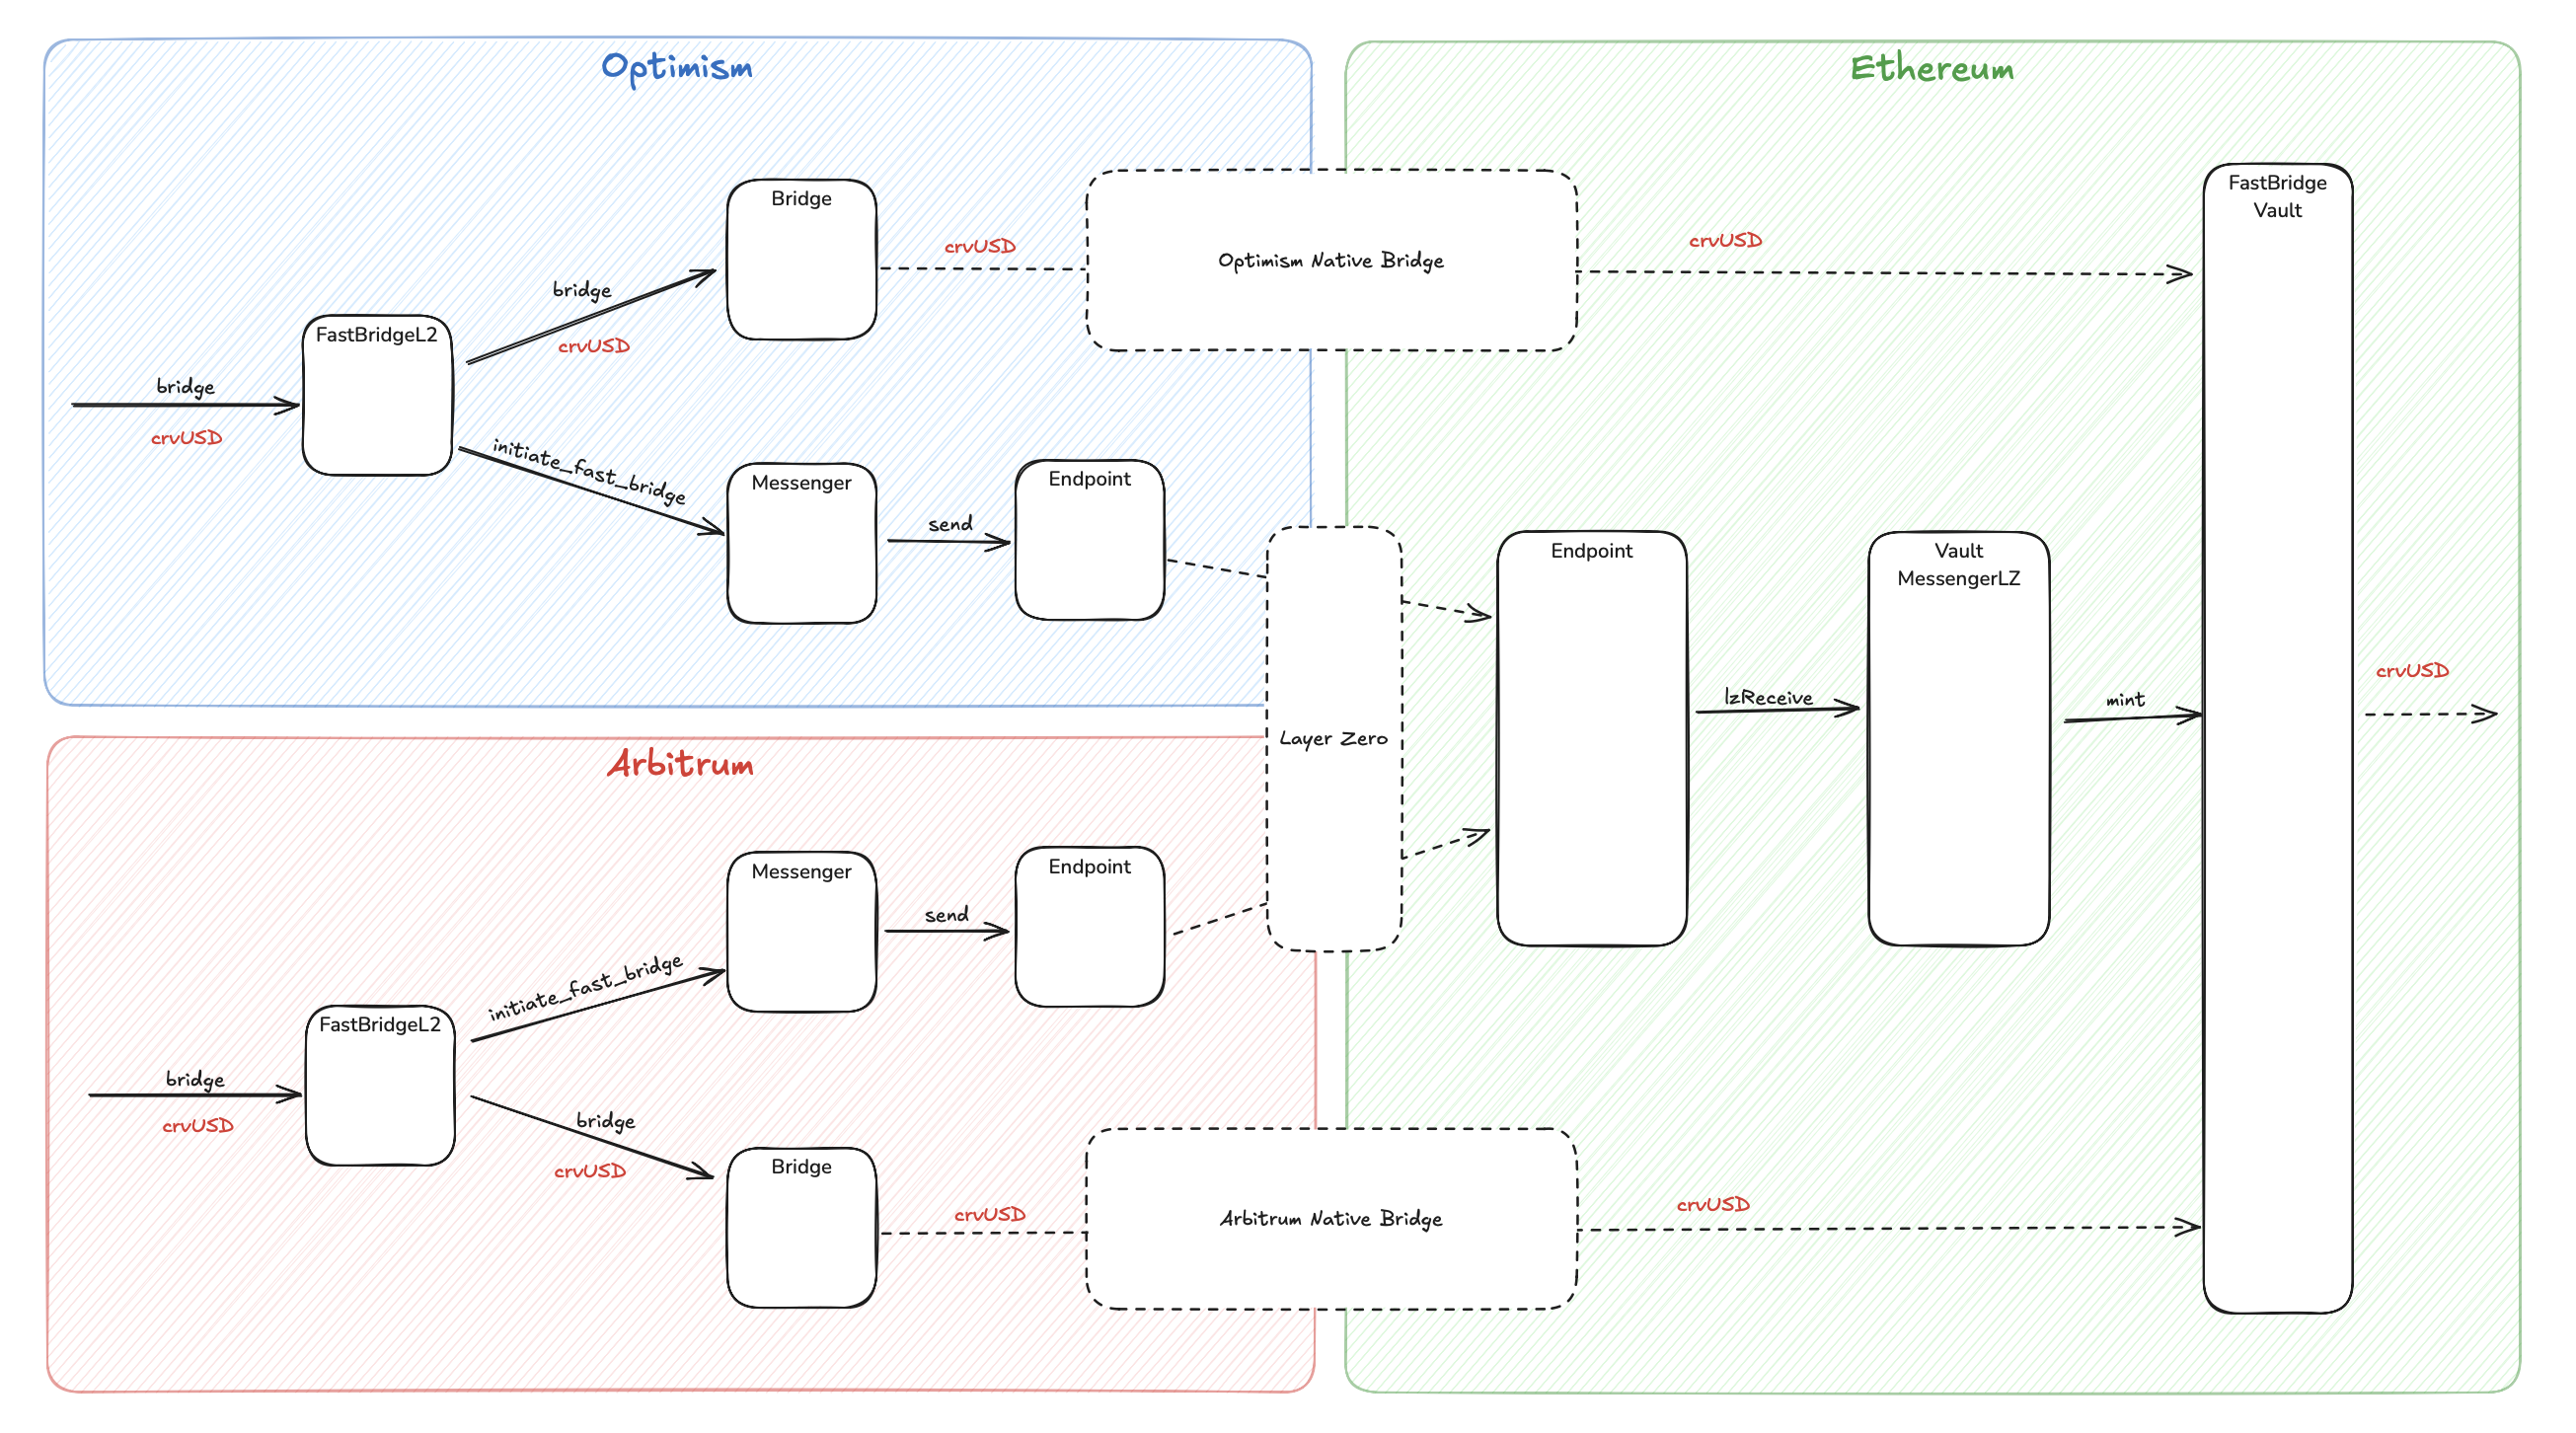 Optimism
Ethereum
Bridge
FastBridge
Vault
crvUSD
Optimism Native Bridge
crvUSD
bridge
crvUSD
FastBridgeL2
bridge
crvUSD
initiate_fast_bridge
Messenger
send
Endpoint
Endpoint
Vault
MessengerLZ
Layer Zero
lzReceive
mint
crvUSD
Arbitrum
Messenger
send
Endpoint
initiate_fast_bridge
FastBridgeL2
bridge
crvUSD
bridge
crvUSD
Bridge
crvUSD
Arbitrum Native Bridge
crvUSD